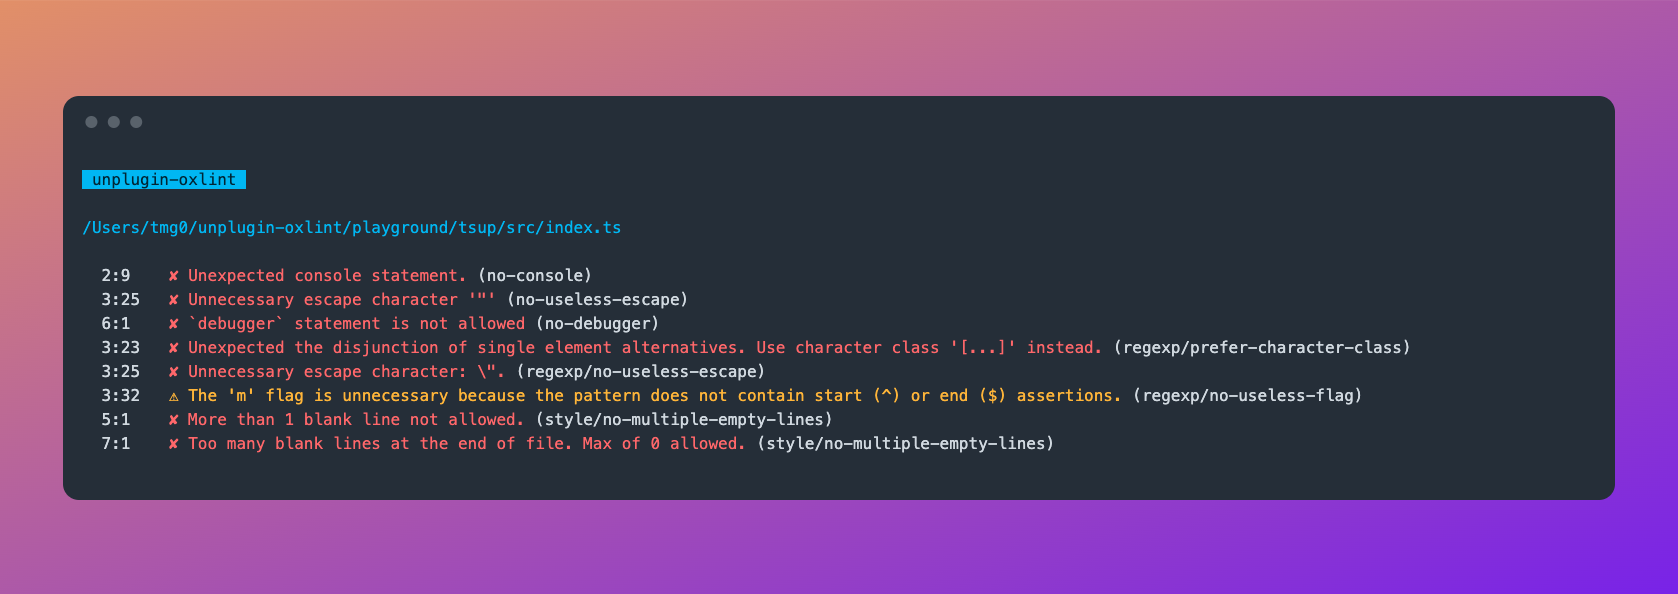 unplugin-oxlint
/Users/tmg0/unplugin-oxlint/playground/tsup/src/index.ts
2:9 ✘ Unexpected console statement. (no-console)
3:25 ✘ Unnecessary escape character '"' (no-useless-escape)
6:1 ✘ `debugger` statement is not allowed (no-debugger)
3:23 ✘ Unexpected the disjunction of single element alternatives. Use character class '[...]' instead. (regexp/prefer-character-class)
3:25 ✘ Unnecessary escape character: \". (regexp/no-useless-escape)
3:32 ⚠ The 'm' flag is unnecessary because the pattern does not contain start (^) or end ($) assertions. (regexp/no-useless-flag)
5:1 ✘ More than 1 blank line not allowed. (style/no-multiple-empty-lines)
7:1 ✘ Too many blank lines at the end of file. Max of 0 allowed. (style/no-multiple-empty-lines)